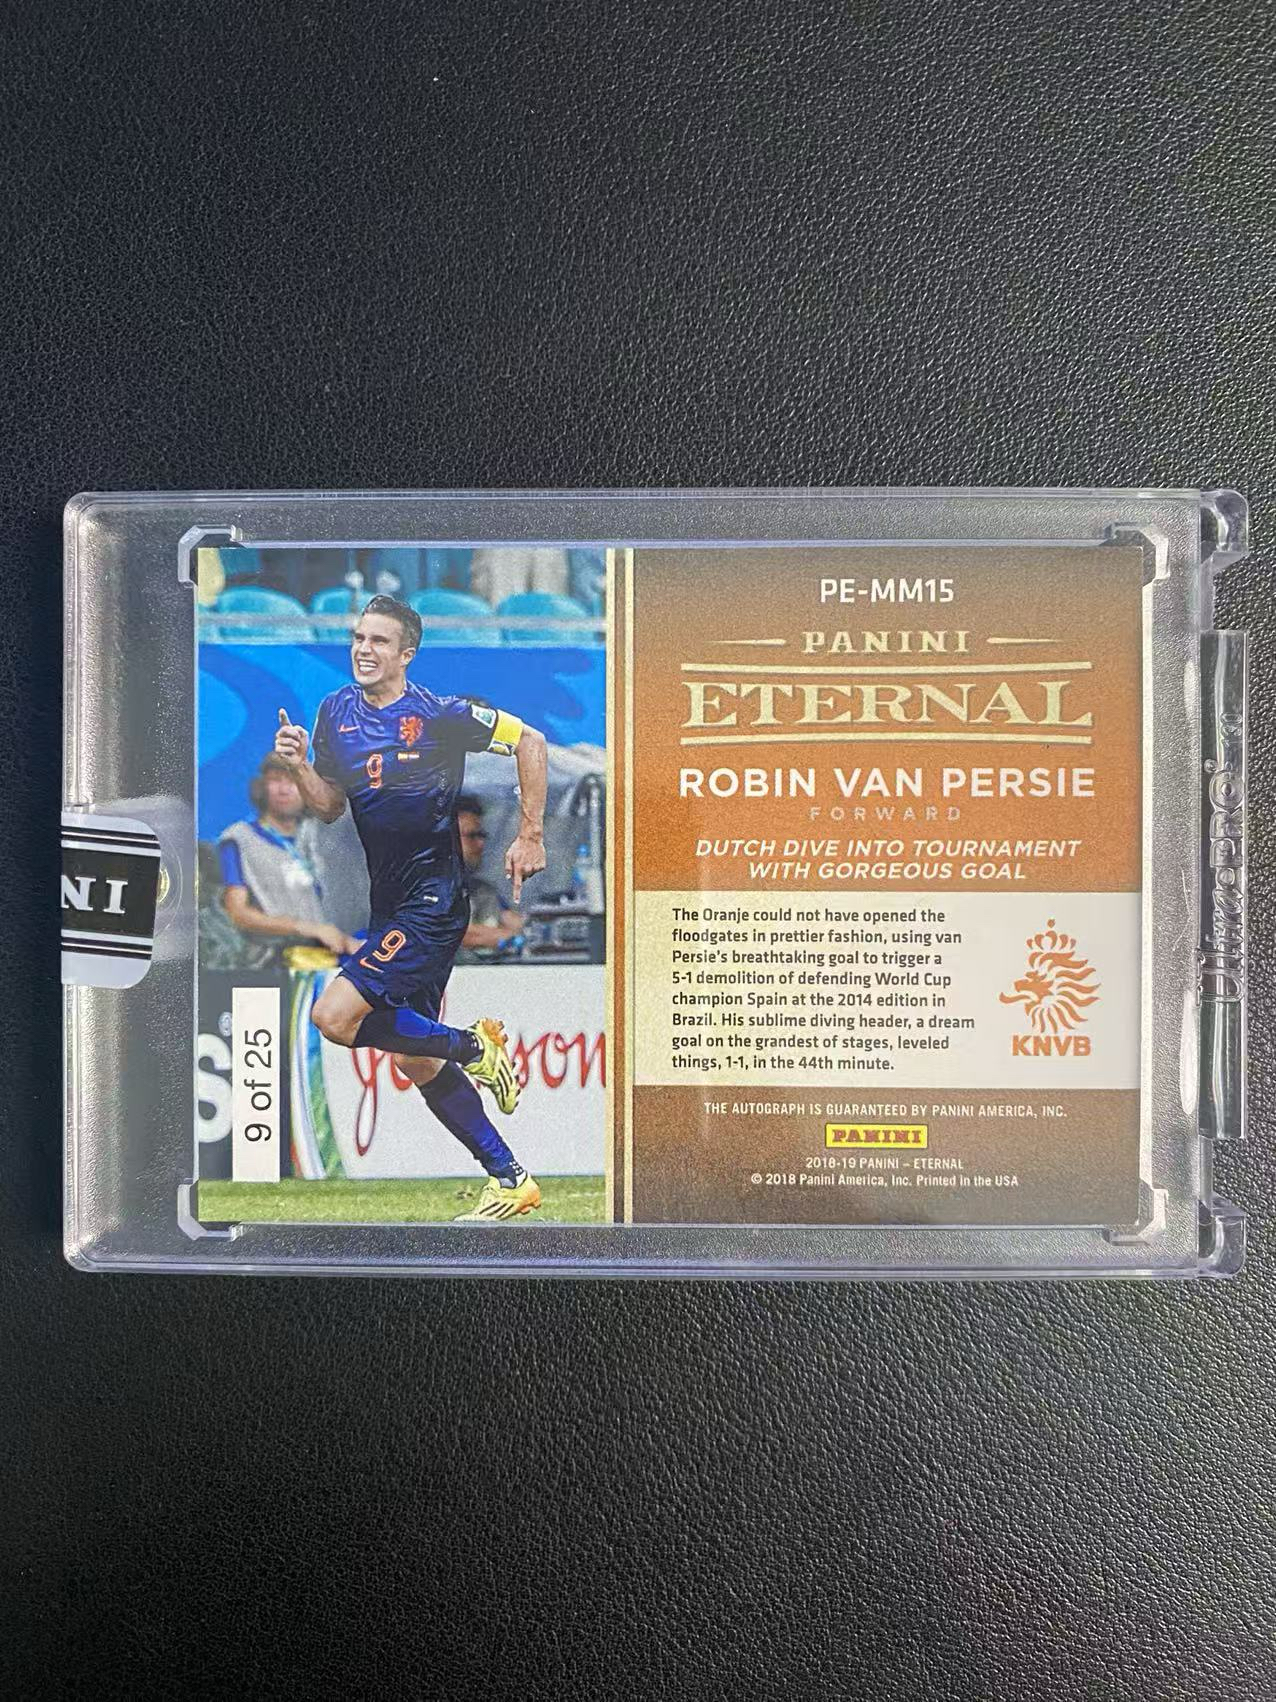 PE-MM15
PANINI
ETERNAL
ROBIN VAN PERSIE
FORWARD
DUTCH DIVE INTO TOURNAMENT
WITH GORGEOUS GOAL
The Oranje could not have opened the
floodgates in prettier fashion, using van
Persie's breathtaking goal to trigger a
5-1 demolition of defending World Cup
champion Spain at the 2014 edition in
Brazil. His sublime diving header, a dream
goal on the grandest of stages, leveled
things, 1-1, in the 44th minute.
KNVB
THE AUTOGRAPH IS GUARANTEED BY PANINI AMERICA, INC.
PANINI
2018-19 PANINI – ETERNAL
© 2018 Panini America, Inc. Printed in the USA
9 of 25
9
9
NI
UltraPRO